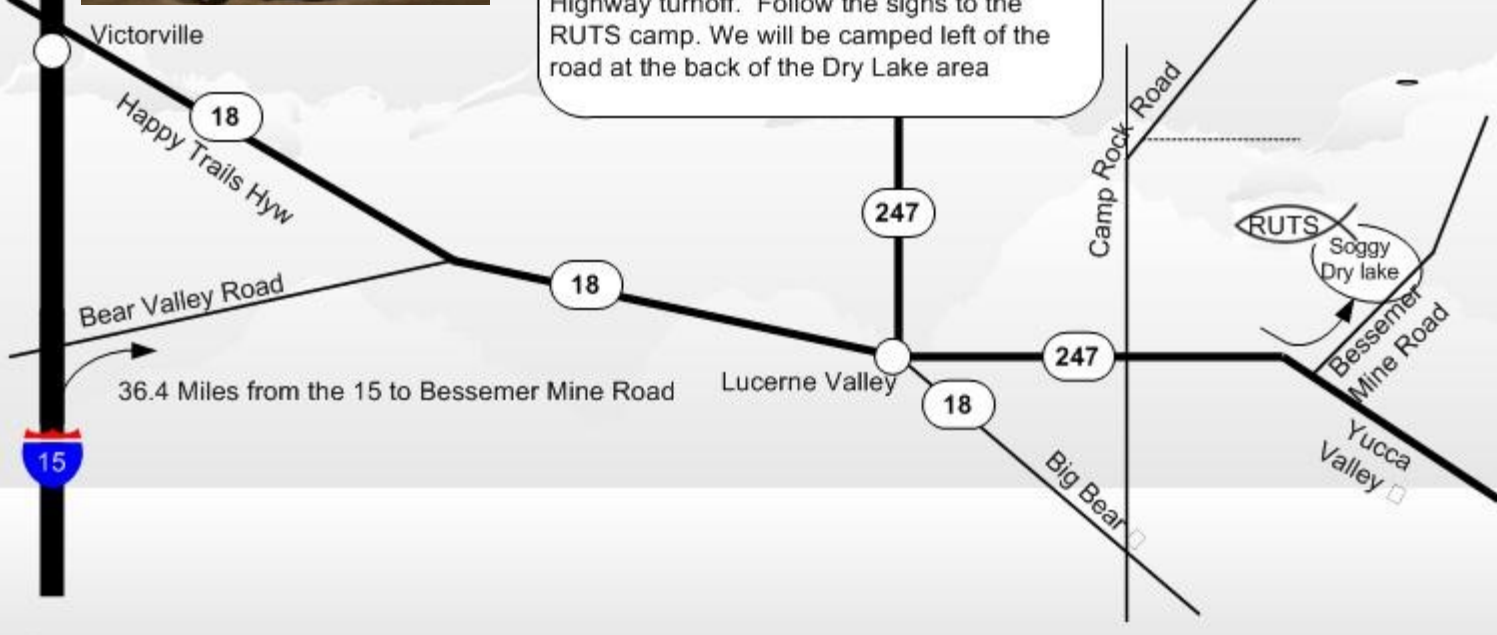 Highway turnoff. Follow the signs to the
RUTS camp. We will be camped left of the
road at the back of the Dry Lake area
Victorville
18
Happy Trails Hyw
Camp Rock Road
247
RUTS
Soggy
Dry lake
18
Bear Valley Road
Bessemer
Mine Road
247
36.4 Miles from the 15 to Bessemer Mine Road
Lucerne Valley
18
15
Yucca
Valley
Big Bear